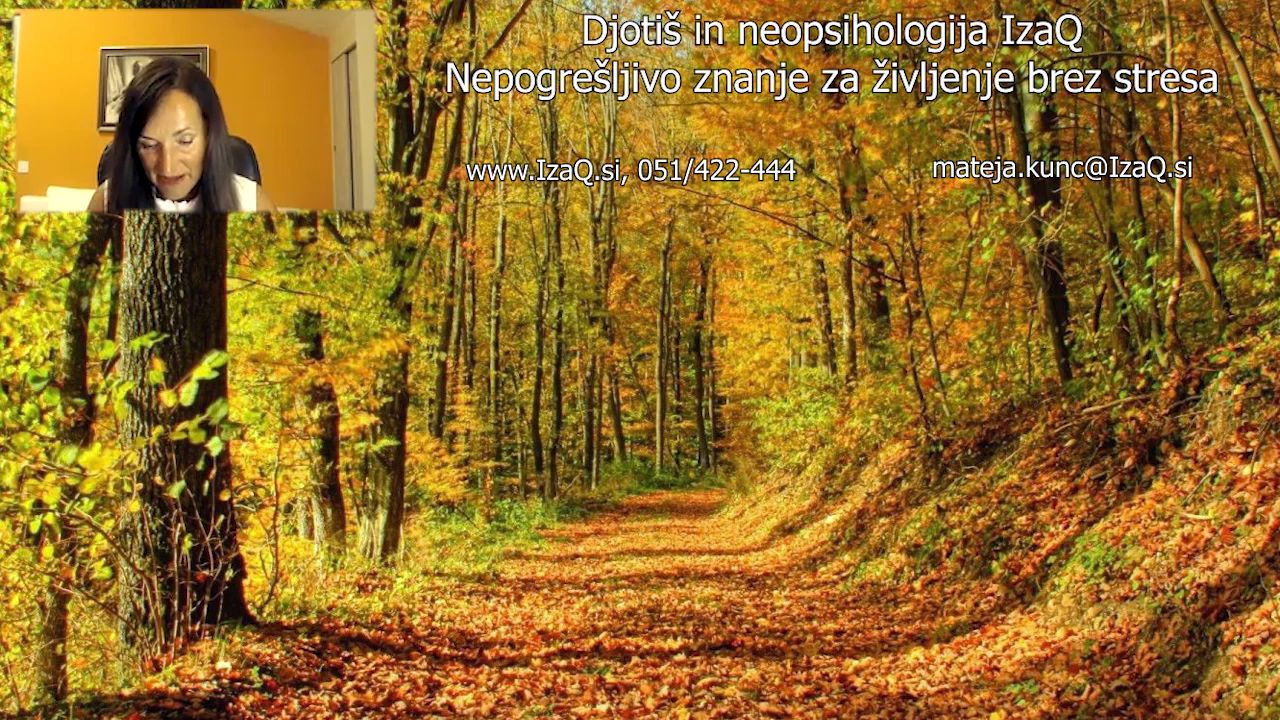 Djotiš in neopsihologija IzaQ
Nepogrešljivo znanje za življenje brez stresa
www.IzaQ.si, 051/422-444
mateja.kunc@IzaQ.si